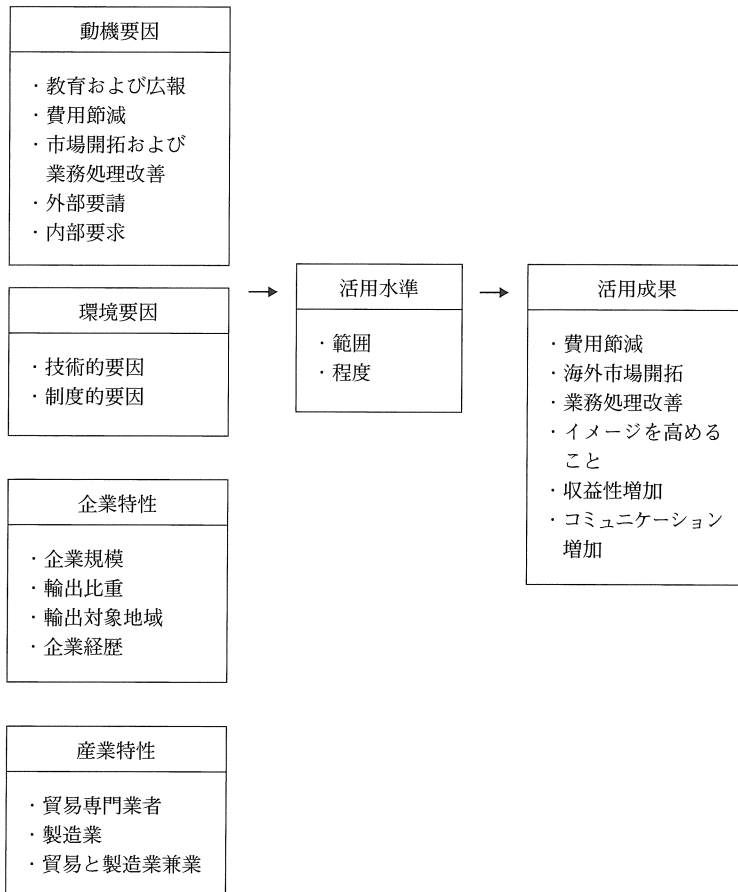 動機要因
・教育および広報
・費用節減
・市場開拓および
業務処理改善
・外部要請
・内部要求
環境要因
・技術的要因
・制度的要因
企業特性
・企業規模
・輸出比重
・輸出対象地域
・企業経歴
産業特性
・貿易専門業者
・製造業
・貿易と製造業兼業
活用水準
・範囲
・程度
活用成果
・費用節減
・海外市場開拓
・業務処理改善
・イメージを高める
こと
・収益性増加
・コミュニケーション
増加